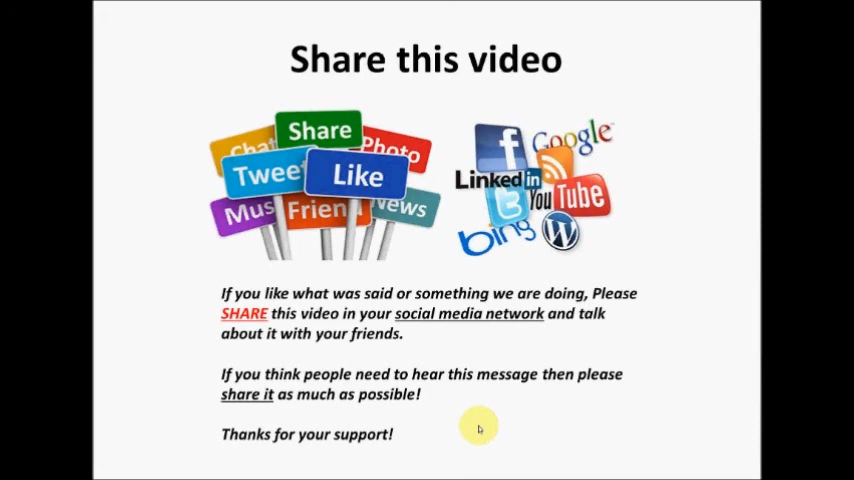 Share this video
Chat
Share
Photo
Tweet
Like
Mus
Friend
News
f
Google
Linkedin
YouTube
t
bing
W
If you like what was said or something we are doing, Please
SHARE this video in your social media network and talk
about it with your friends.
If you think people need to hear this message then please
share it as much as possible!
Thanks for your support!